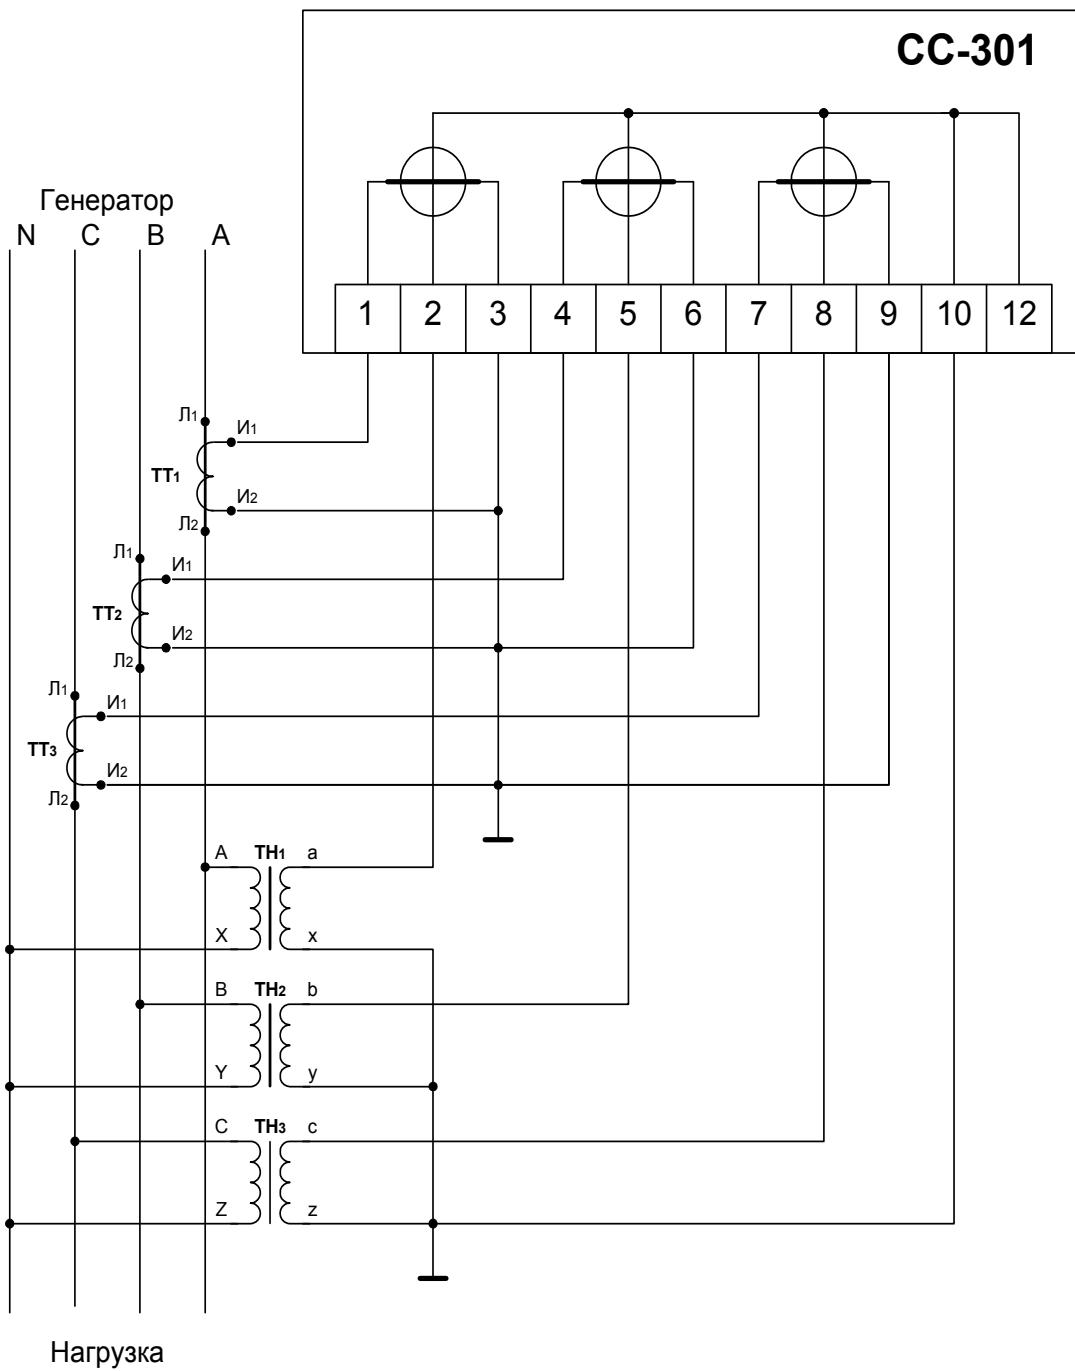 СС-301
Генератор
N C B A
1 2 3 4 5 6 7 8 9 10 12
Л1
И1
ТТ1
И2
Л2
Л1
И1
ТТ2
И2
Л2
Л1
И1
ТТ3
И2
Л2
A ТН1 a
X x
B ТН2 b
Y y
C ТН3 c
Z z
Нагрузка